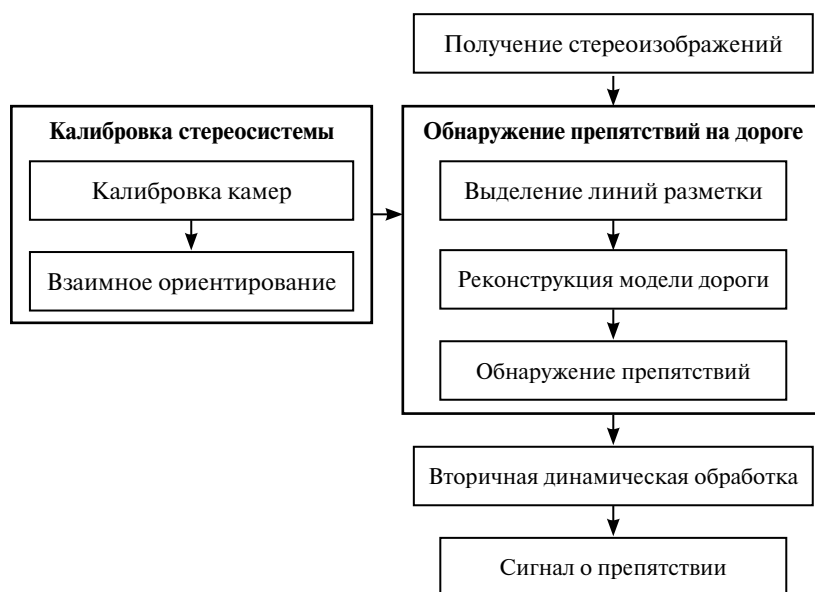 Получение стереоизображений
Калибровка стереосистемы
Калибровка камер
Взаимное ориентирование
Обнаружение препятствий на дороге
Выделение линий разметки
Реконструкция модели дороги
Обнаружение препятствий
Вторичная динамическая обработка
Сигнал о препятствии